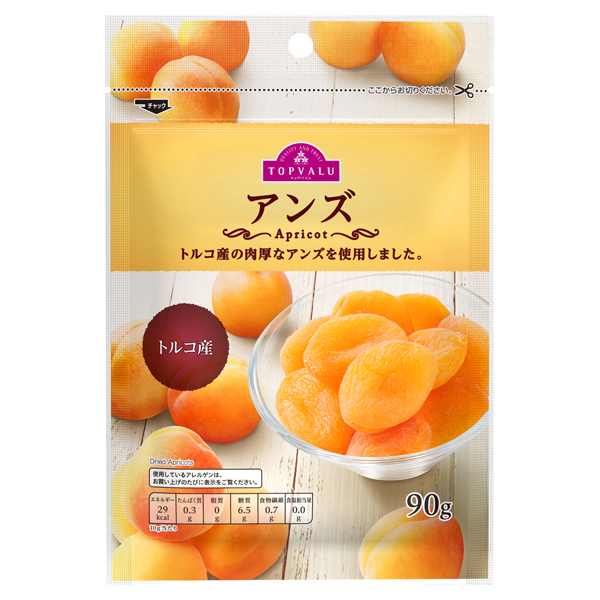 ここからお切りください。
チャック
QUALITY AND TRUST
TOPVALU
トップバリュ
アンズ
Apricot
トルコ産の肉厚なアンズを使用しました。
トルコ産
Dried Apricots
使用しているアレルゲンは、
お買い上げのたびに表示をご覧ください。
エネルギー たんぱく質 脂質 糖質 食物繊維 食塩相当量
29 kcal 0.3 g 0 g 6.5 g 0.7 g 0.0 g
10g当たり
90g